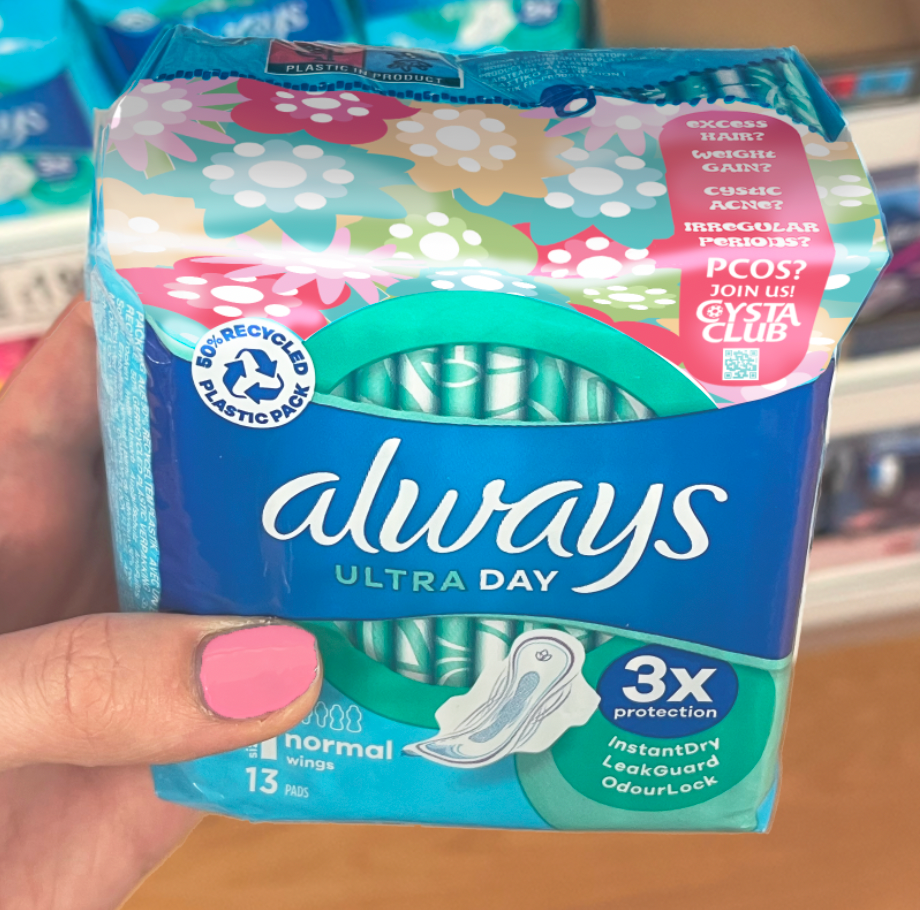 PLASTIC IN PRODUCT
excess
HAIR?
weight
GAIN?
cystic
ACNE?
IRREGULAR
PERIODS?
PCOS?
JOIN US!
CYSTA
CLUB
50% RECYCLED
PLASTIC PACK
always
ULTRA DAY
3x
protection
InstantDry
LeakGuard
OdourLock
normal
wings
13 PADS